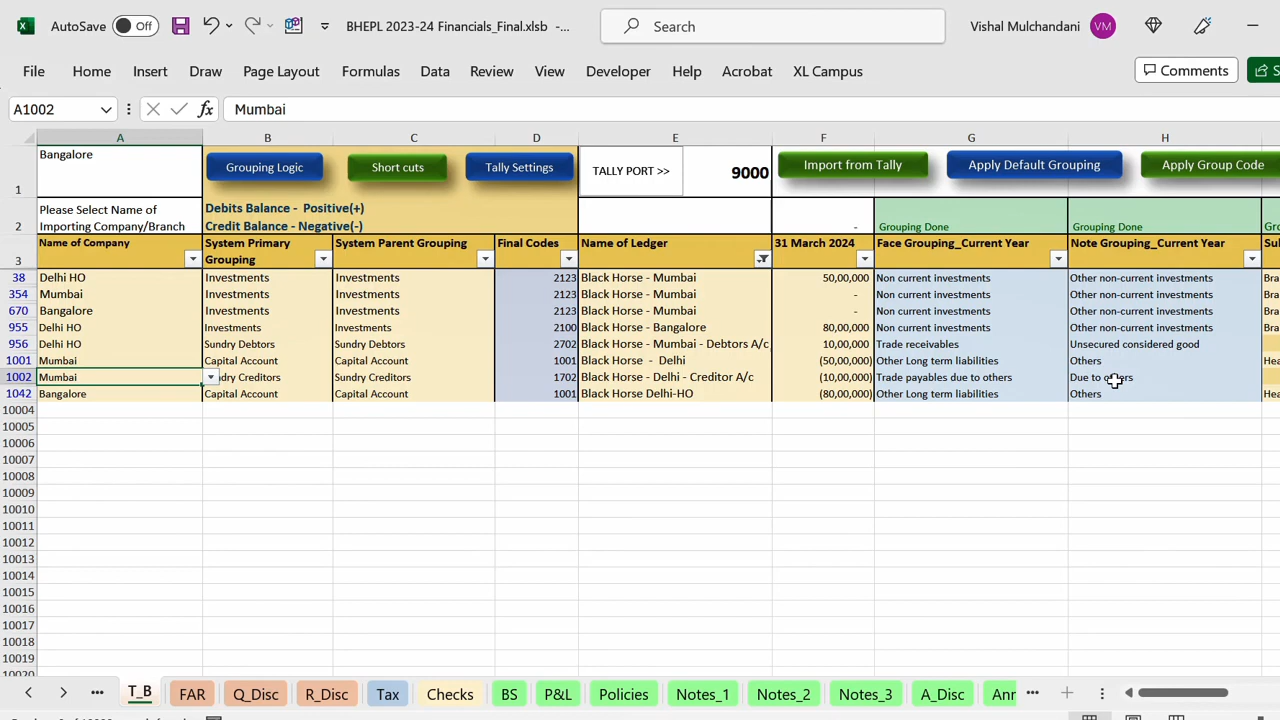 AutoSave Off BHEPL 2023-24 Financials_Final.xlsb -... Search Vishal Mulchandani VM
File Home Insert Draw Page Layout Formulas Data Review View Developer Help Acrobat XL Campus Comments
A1002 fx Mumbai
A B C D E F G H
1 Bangalore Grouping Logic Short cuts Tally Settings TALLY PORT >> 9000 Import from Tally Apply Default Grouping Apply Group Code
2 Please Select Name of Importing Company/Branch Debits Balance - Positive(+) Credit Balance - Negative(-) - Grouping Done Grouping Done
3 Name of Company System Primary Grouping System Parent Grouping Final Codes Name of Ledger 31 March 2024 Face Grouping_Current Year Note Grouping_Current Year
38 Delhi HO Investments Investments 2123 Black Horse - Mumbai 50,00,000 Non current investments Other non-current investments Bra
354 Mumbai Investments Investments 2123 Black Horse - Mumbai - Non current investments Other non-current investments Bra
670 Bangalore Investments Investments 2123 Black Horse - Mumbai - Non current investments Other non-current investments Bra
955 Delhi HO Investments Investments 2100 Black Horse - Bangalore 80,00,000 Non current investments Other non-current investments Bra
956 Delhi HO Sundry Debtors Sundry Debtors 2702 Black Horse - Mumbai - Debtors A/c 10,00,000 Trade receivables Unsecured considered good
1001 Mumbai Capital Account Capital Account 1001 Black Horse - Delhi (50,00,000) Other Long term liabilities Others Hea
1002 Mumbai dry Creditors Sundry Creditors 1702 Black Horse - Delhi - Creditor A/c (10,00,000) Trade payables due to others Due to others
1042 Bangalore Capital Account Capital Account 1001 Black Horse Delhi-HO (80,00,000) Other Long term liabilities Others Hea
10004
10005
10006
10007
10008
10009
10010
10011
10012
10013
10014
10015
10016
10017
10018
10019
T_B FAR Q_Disc R_Disc Tax Checks BS P&L Policies Notes_1 Notes_2 Notes_3 A_Disc Anr